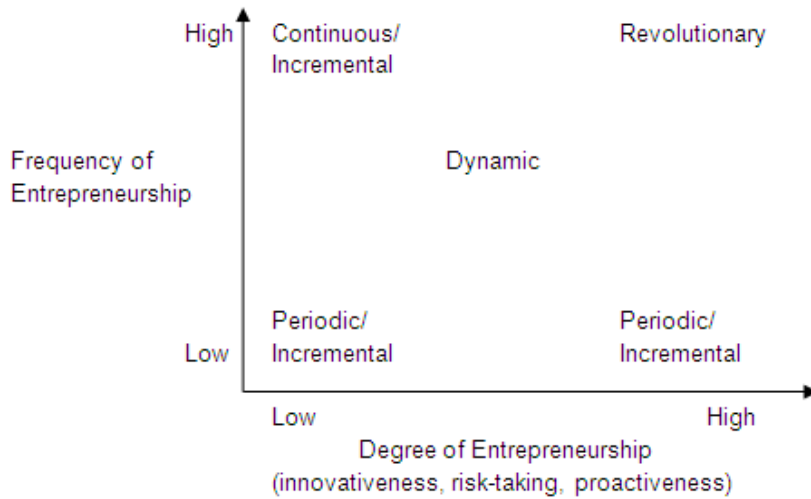 High
Continuous/
Incremental
Revolutionary
Frequency of
Entrepreneurship
Dynamic
Periodic/
Incremental
Periodic/
Incremental
Low
Low
High
Degree of Entrepreneurship
(innovativeness, risk-taking, proactiveness)